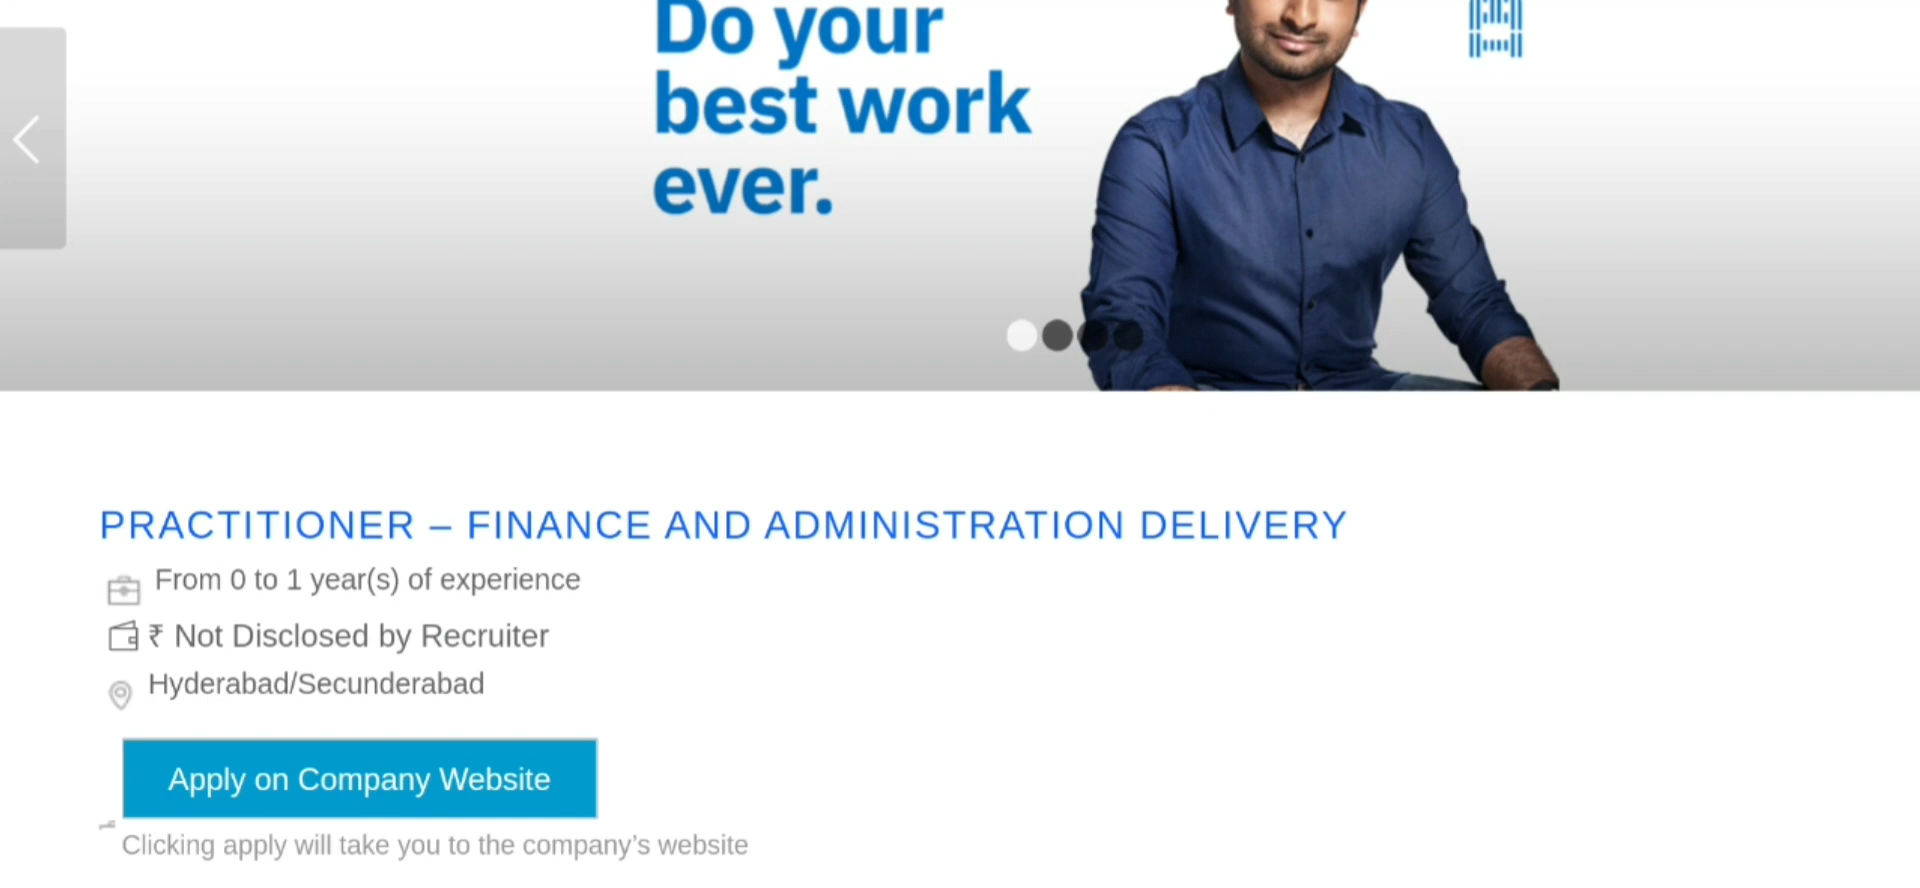 Do your
best work
ever.
PRACTITIONER – FINANCE AND ADMINISTRATION DELIVERY
From 0 to 1 year(s) of experience
₹ Not Disclosed by Recruiter
Hyderabad/Secunderabad
Apply on Company Website
Clicking apply will take you to the company’s website